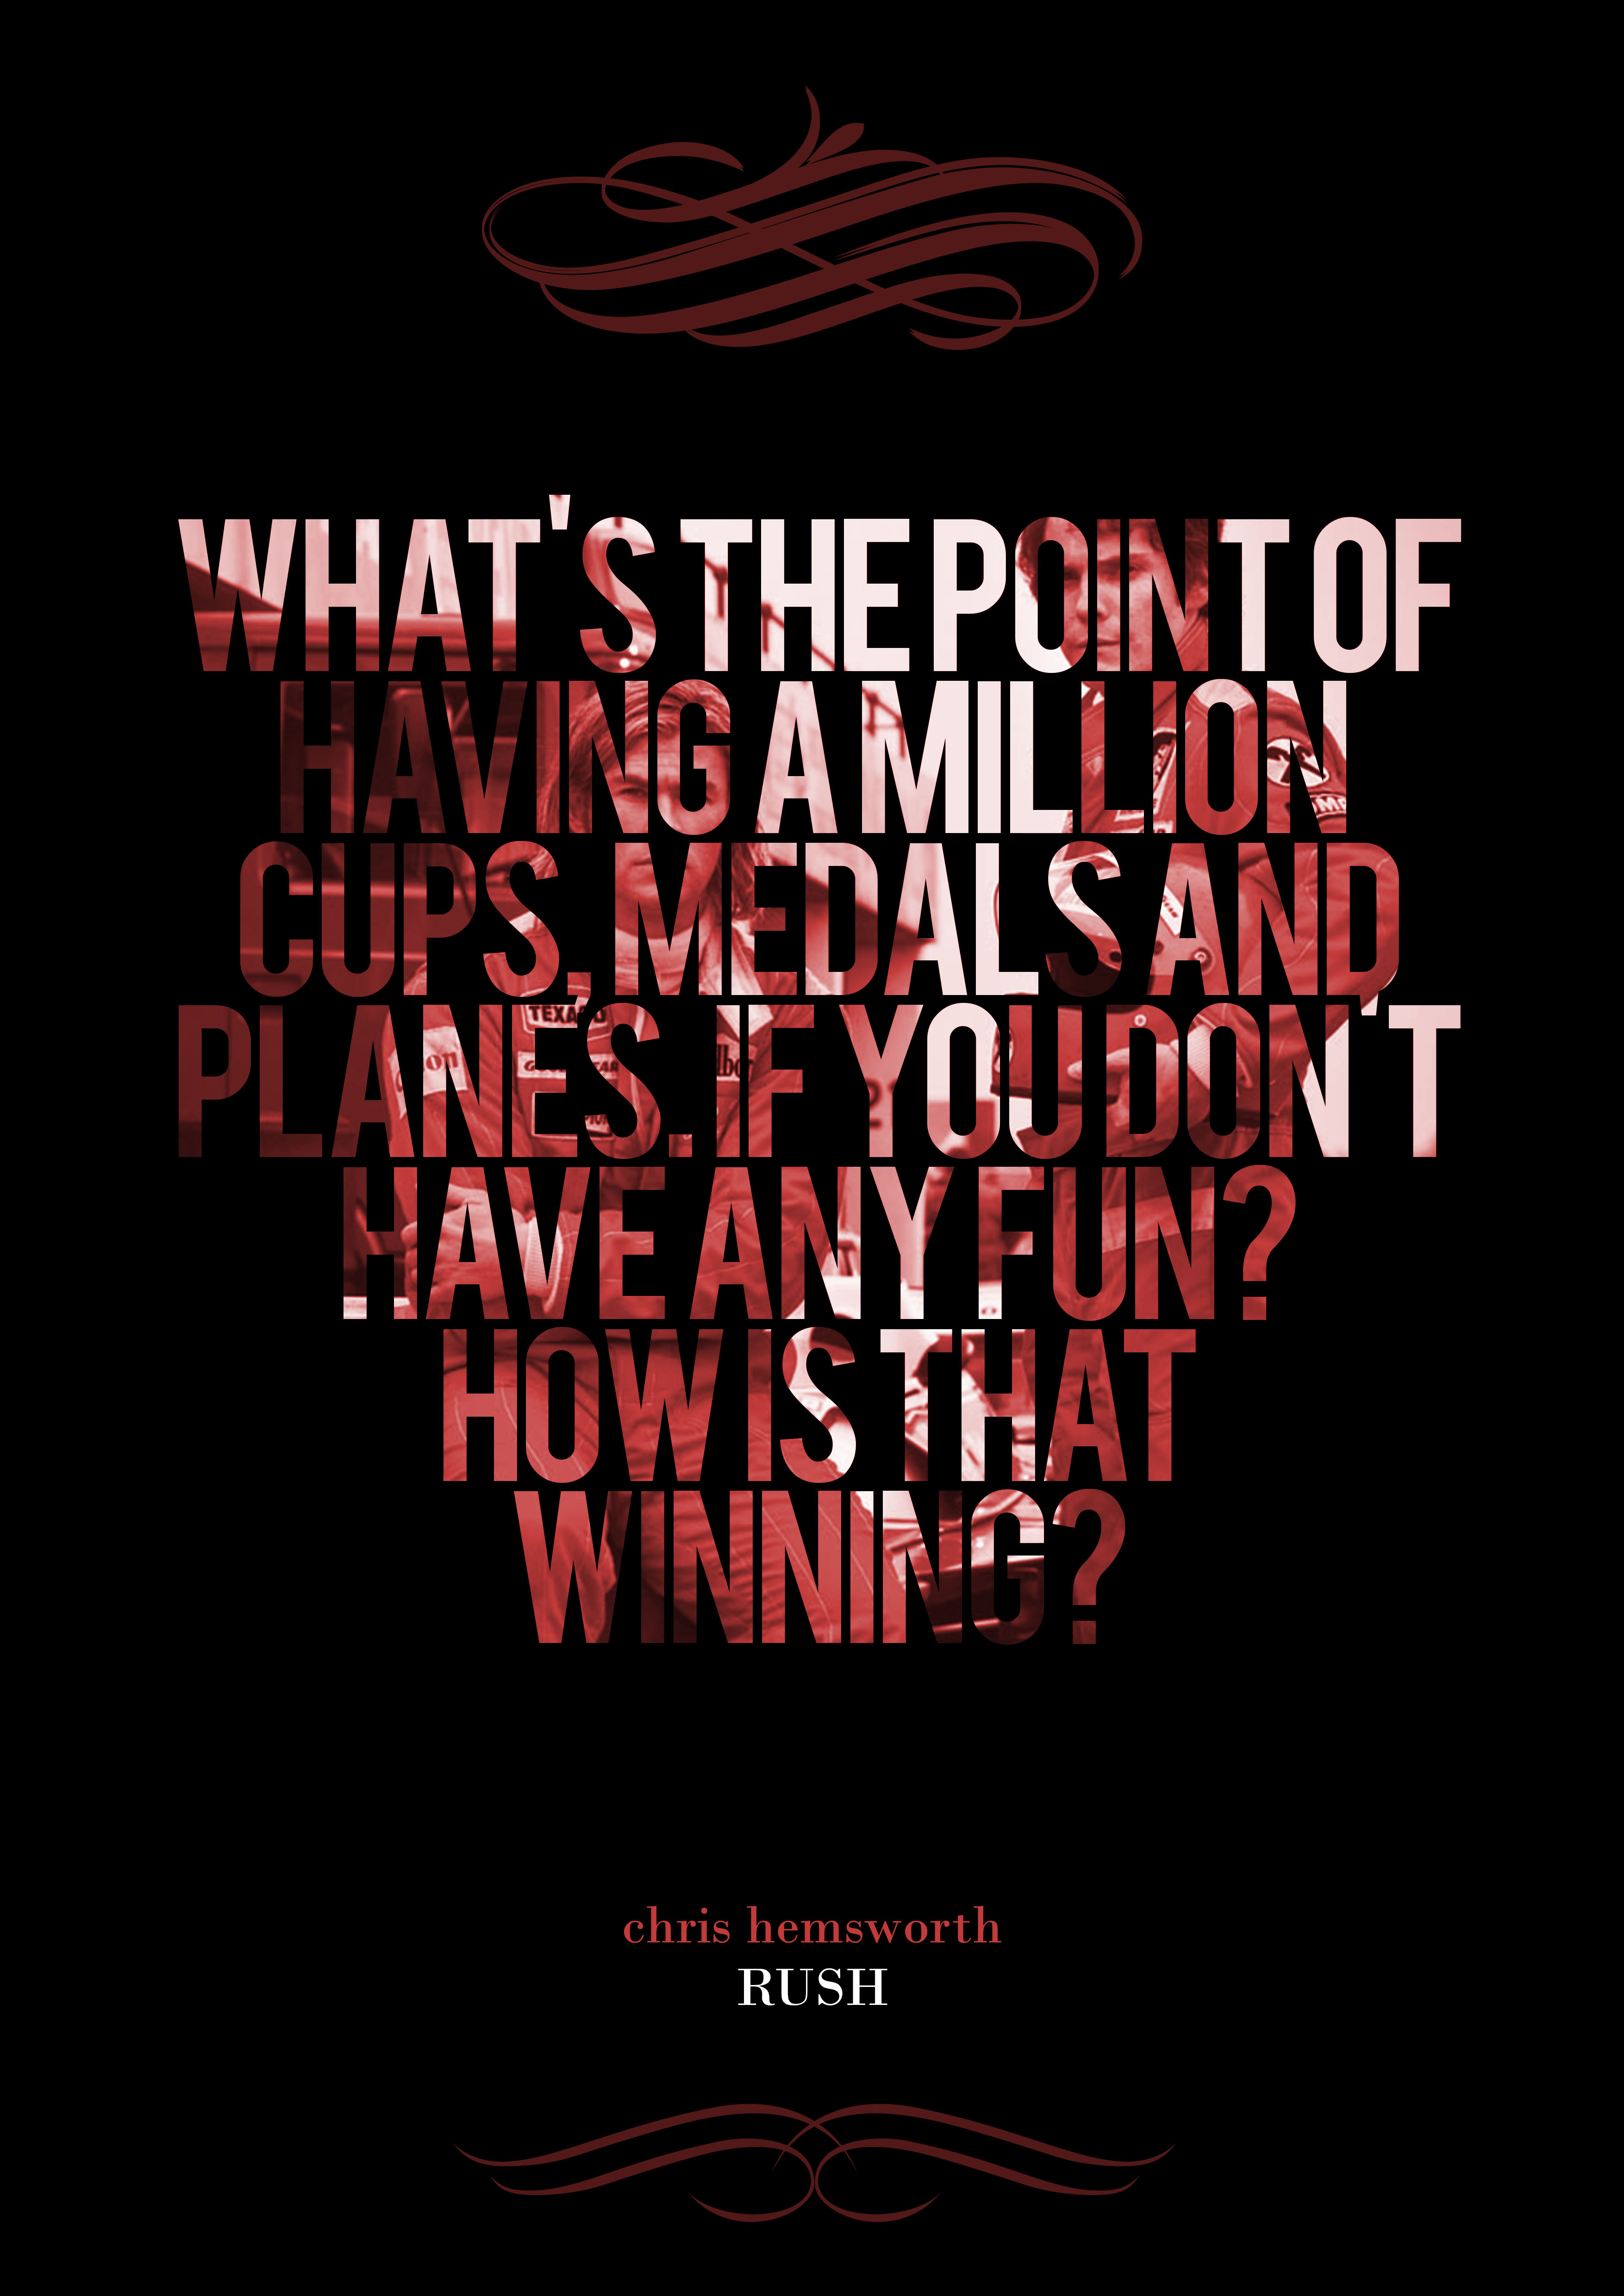 WHAT'S THE POINT OF
HAVING A MILLION
CUPS, MEDALS AND
PLANES. IF YOU DON'T
HAVE ANY FUN?
HOW IS THAT
WINNING?
TEXACO
chris hemsworth
RUSH